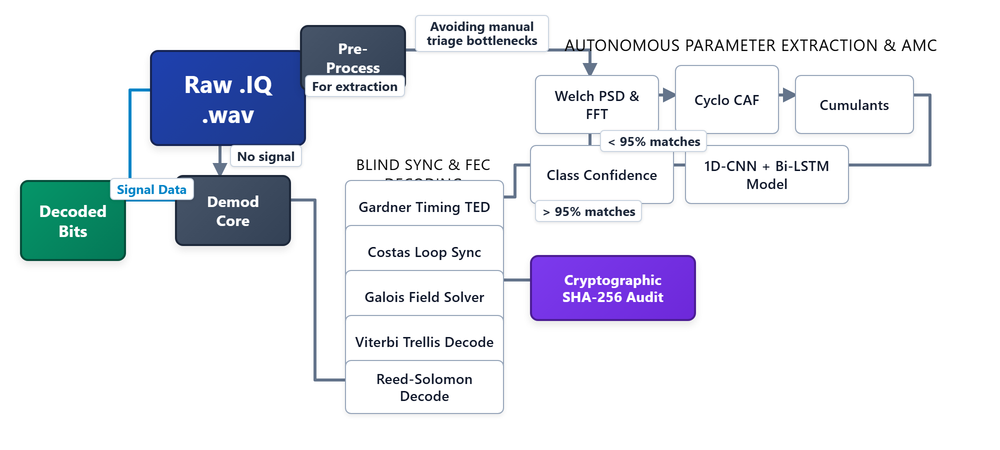 Avoiding manual
triage bottlenecks
AUTONOMOUS PARAMETER EXTRACTION & AMC
Pre-
Process
For extraction
Raw .IQ
.wav
Welch PSD &
FFT
Cyclo CAF
Cumulants
< 95% matches
No signal
BLIND SYNC & FEC
DECODING
Class Confidence
1D-CNN + Bi-LSTM
Model
> 95% matches
Signal Data
Decoded
Bits
Demod
Core
Gardner Timing TED
Costas Loop Sync
Galois Field Solver
Viterbi Trellis Decode
Reed-Solomon
Decode
Cryptographic
SHA-256 Audit